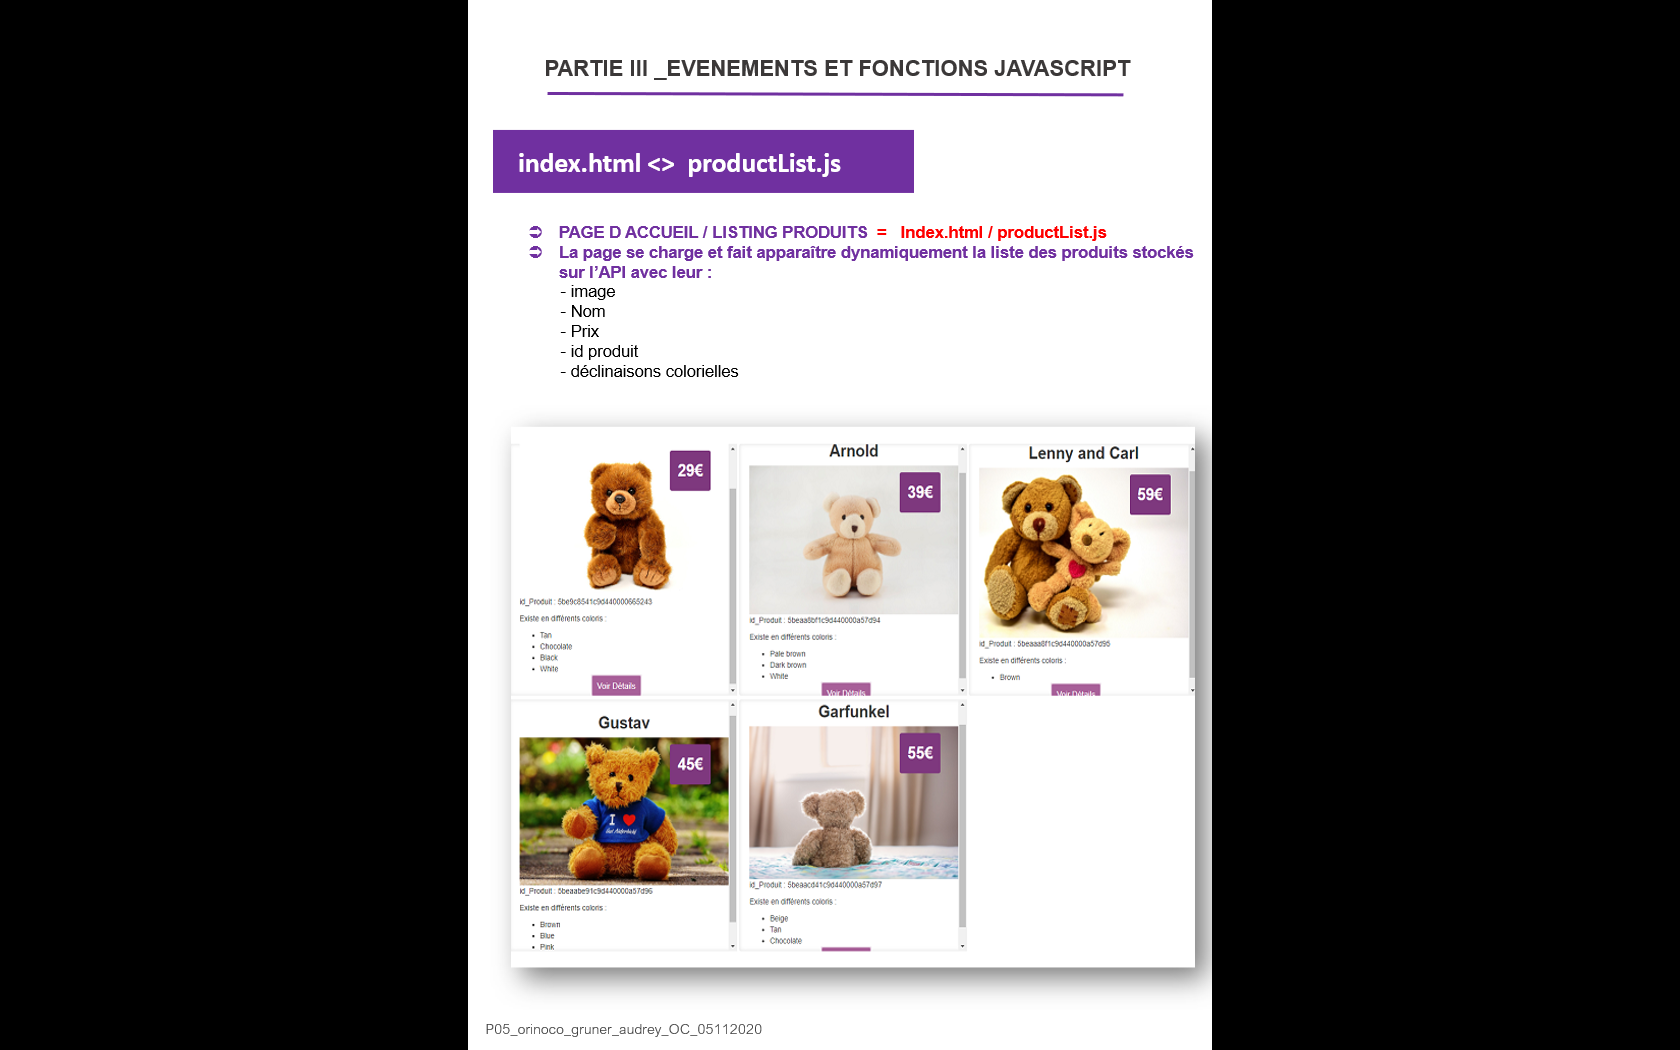 PARTIE III _EVENEMENTS ET FONCTIONS JAVASCRIPT
index.html <> productList.js
PAGE D ACCUEIL / LISTING PRODUITS = Index.html / productList.js
La page se charge et fait apparaître dynamiquement la liste des produits stockés
sur l’API avec leur :
- image
- Nom
- Prix
- id produit
- déclinaisons colorielles
29€
id_Produit : 5be9c8541c9d440000665243
Existe en différents coloris :
Tan
Chocolate
Black
White
Voir Détails
Arnold
39€
id_Produit : 5beaa8bf1c9d440000a57d94
Existe en différents coloris :
Pale brown
Dark brown
White
Voir Détails
Lenny and Carl
59€
id_Produit : 5beaaa8f1c9d440000a57d95
Existe en différents coloris :
Brown
Voir Détails
Gustav
45€
I
id_Produit : 5beaabe91c9d440000a57d96
Existe en différents coloris :
Brown
Blue
Pink
Garfunkel
55€
id_Produit : 5beaacd41c9d440000a57d97
Existe en différents coloris :
Beige
Tan
Chocolate
P05_orinoco_gruner_audrey_OC_05112020